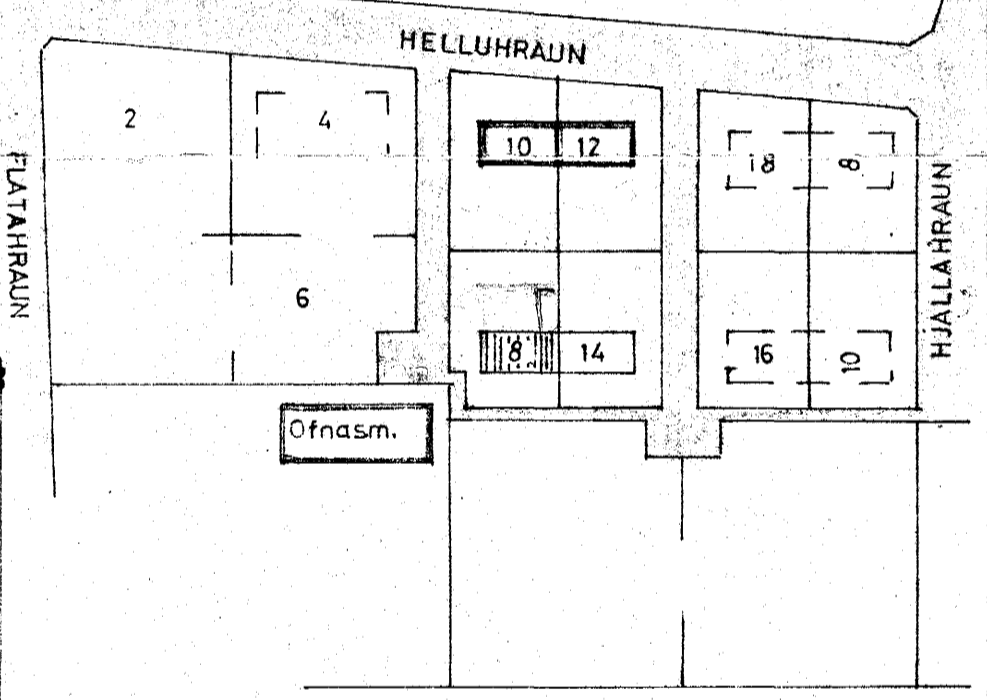 HELLUHRAUN
FLATAHRAUN
HJALLAHRAUN
2
4
10
12
18
8
6
8
14
16
10
Ofnasm.